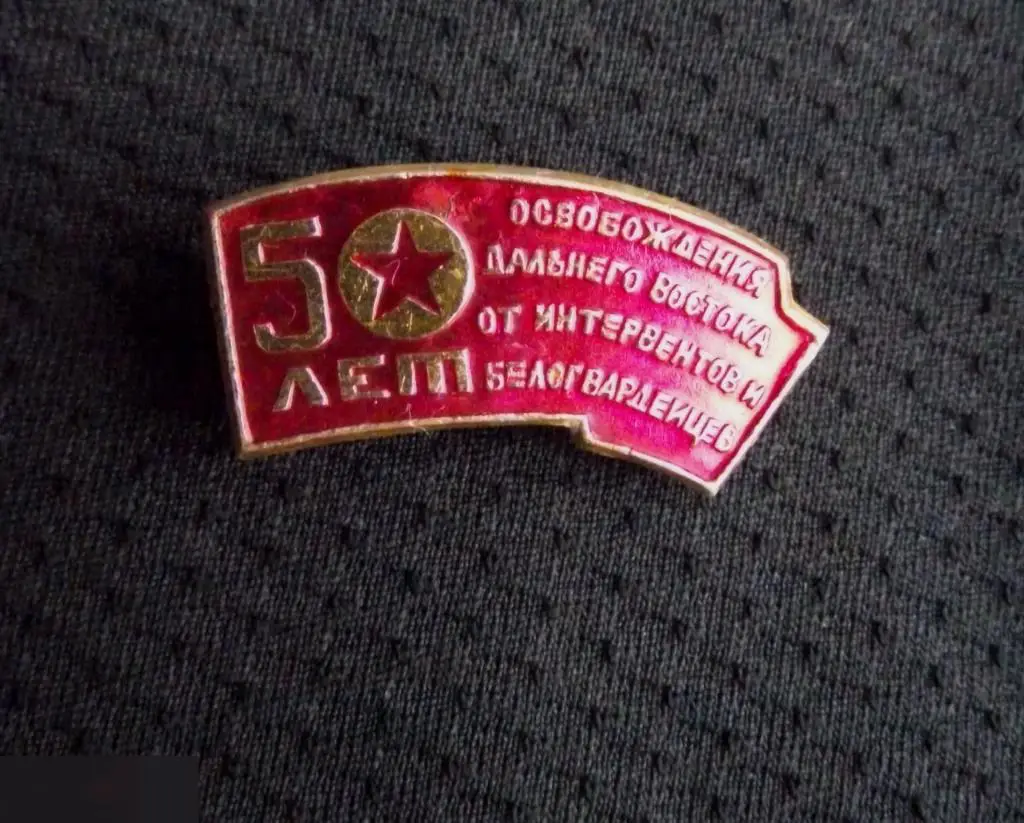 50
ЛЕТ
ОСВОБОЖДЕНИЯ
ДАЛЬНЕГО ВОСТОКА
ОТ ИНТЕРВЕНТОВ И
БЕЛОГВАРДЕЙЦЕВ